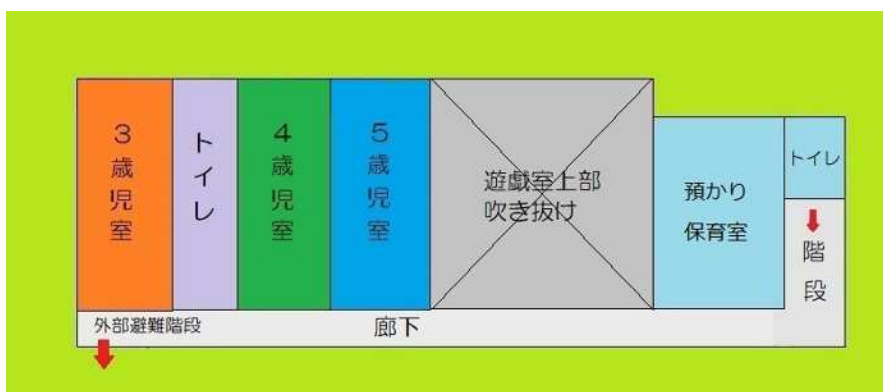 3歳児室
トイレ
4歳児室
5歳児室
遊戯室上部
吹き抜け
預かり
保育室
トイレ
階段
外部避難階段
廊下